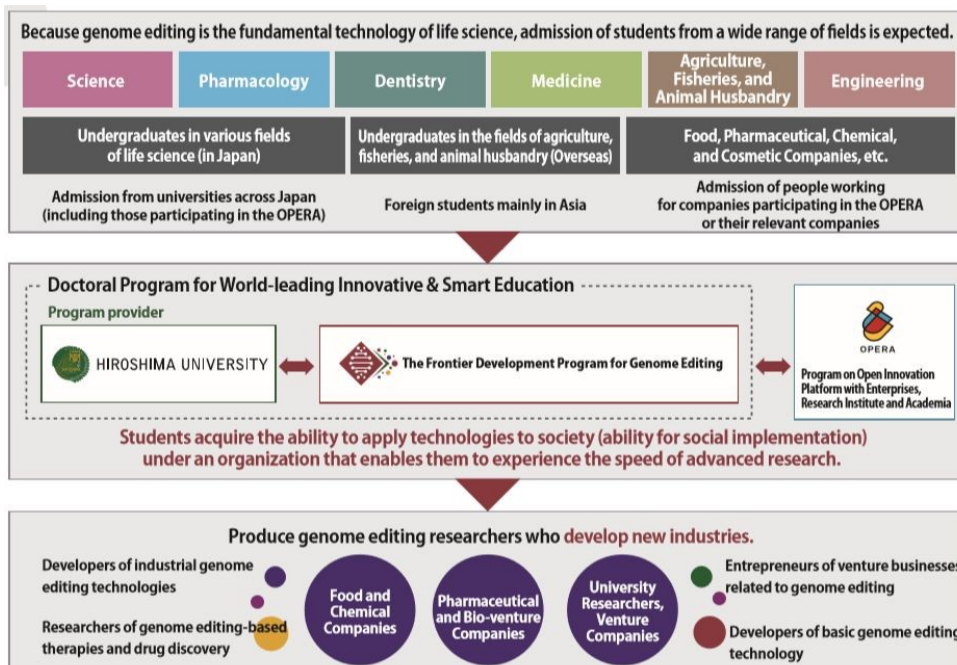 Because genome editing is the fundamental technology of life science, admission of students from a wide range of fields is expected.
Science
Pharmacology
Dentistry
Medicine
Agriculture,
Fisheries, and
Animal Husbandry
Engineering
Undergraduates in various fields
of life science (in Japan)
Undergraduates in the fields of agriculture,
fisheries, and animal husbandry (Overseas)
Food, Pharmaceutical, Chemical,
and Cosmetic Companies, etc.
Admission from universities across Japan
(including those participating in the OPERA)
Foreign students mainly in Asia
Admission of people working
for companies participating in the OPERA
or their relevant companies
Doctoral Program for World-leading Innovative & Smart Education
Program provider
HIROSHIMA UNIVERSITY
The Frontier Development Program for Genome Editing
OPERA
Program on Open Innovation
Platform with Enterprises,
Research Institute and Academia
Students acquire the ability to apply technologies to society (ability for social implementation)
under an organization that enables them to experience the speed of advanced research.
Produce genome editing researchers who develop new industries.
Developers of industrial genome
editing technologies
Researchers of genome editing-based
therapies and drug discovery
Food and
Chemical
Companies
Pharmaceutical
and Bio-venture
Companies
University
Researchers,
Venture
Companies
Entrepreneurs of venture businesses
related to genome editing
Developers of basic genome editing
technology